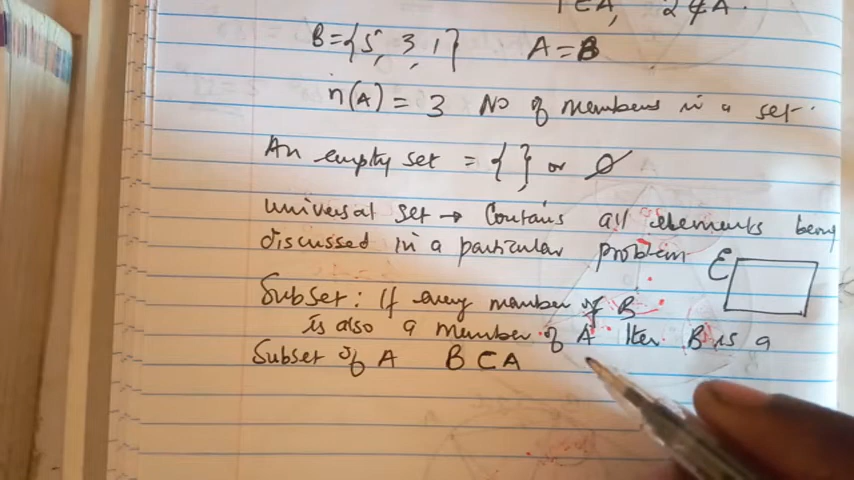 1 ∈ A, 2 ∉ A.
B = {5, 3, 1} A = B
n(A) = 3 No of members in a set.
An empty set = { } or ∅
Universal set → Contains all elements being
discussed in a particular problem ℰ
Subset: If every member of B
is also a member of A then B is a
Subset of A B ⊂ A